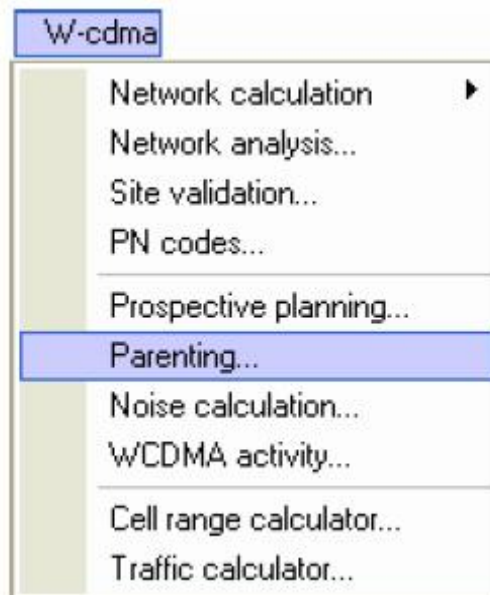 W-cdma
Network calculation
Network analysis...
Site validation...
PN codes...
Prospective planning...
Parenting...
Noise calculation...
WCDMA activity...
Cell range calculator...
Traffic calculator...